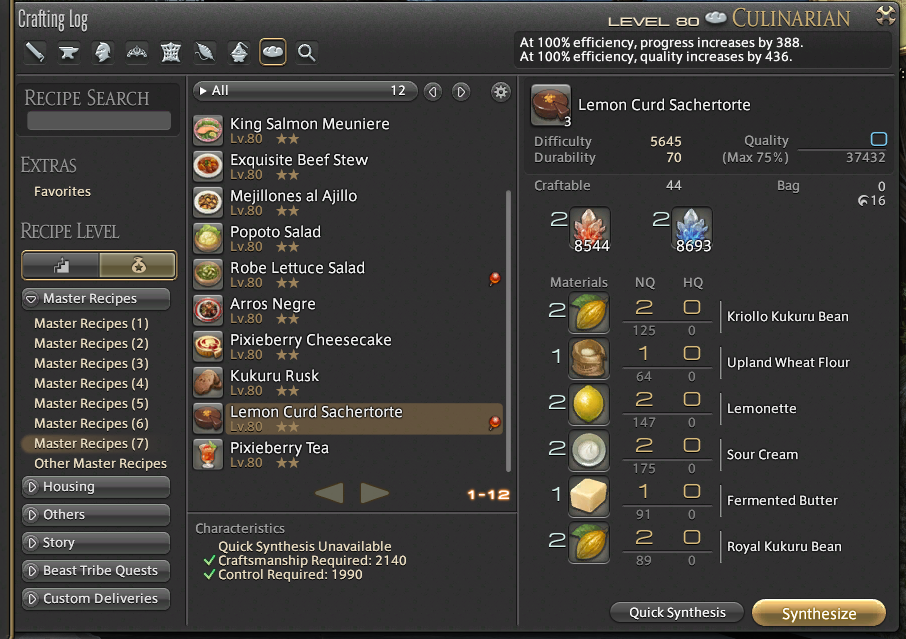 Crafting Log
LEVEL 80 CULINARIAN
At 100% efficiency, progress increases by 388.
At 100% efficiency, quality increases by 436.
RECIPE SEARCH
EXTRAS
Favorites
RECIPE LEVEL
Master Recipes
Master Recipes (1)
Master Recipes (2)
Master Recipes (3)
Master Recipes (4)
Master Recipes (5)
Master Recipes (6)
Master Recipes (7)
Other Master Recipes
Housing
Others
Story
Beast Tribe Quests
Custom Deliveries
All 12
King Salmon Meuniere
Lv.80 ★★
Exquisite Beef Stew
Lv.80 ★★
Mejillones al Ajillo
Lv.80 ★★
Popoto Salad
Lv.80 ★★
Robe Lettuce Salad
Lv.80 ★★
Arros Negre
Lv.80 ★★
Pixieberry Cheesecake
Lv.80 ★★
Kukuru Rusk
Lv.80 ★★
Lemon Curd Sachertorte
Lv.80 ★★
Pixieberry Tea
Lv.80 ★★
1-12
Characteristics
Quick Synthesis Unavailable
Craftsmanship Required: 2140
Control Required: 1990
3 Lemon Curd Sachertorte
Difficulty 5645 Quality
Durability 70 (Max 75%) 37432
Craftable 44 Bag 0
16
2 8544 2 8693
Materials NQ HQ
2 2 0 Kriollo Kukuru Bean
125 0
1 1 0 Upland Wheat Flour
64 0
2 2 0 Lemonette
147 0
2 2 0 Sour Cream
175 0
1 1 0 Fermented Butter
91 0
2 2 0 Royal Kukuru Bean
89 0
Quick Synthesis Synthesize